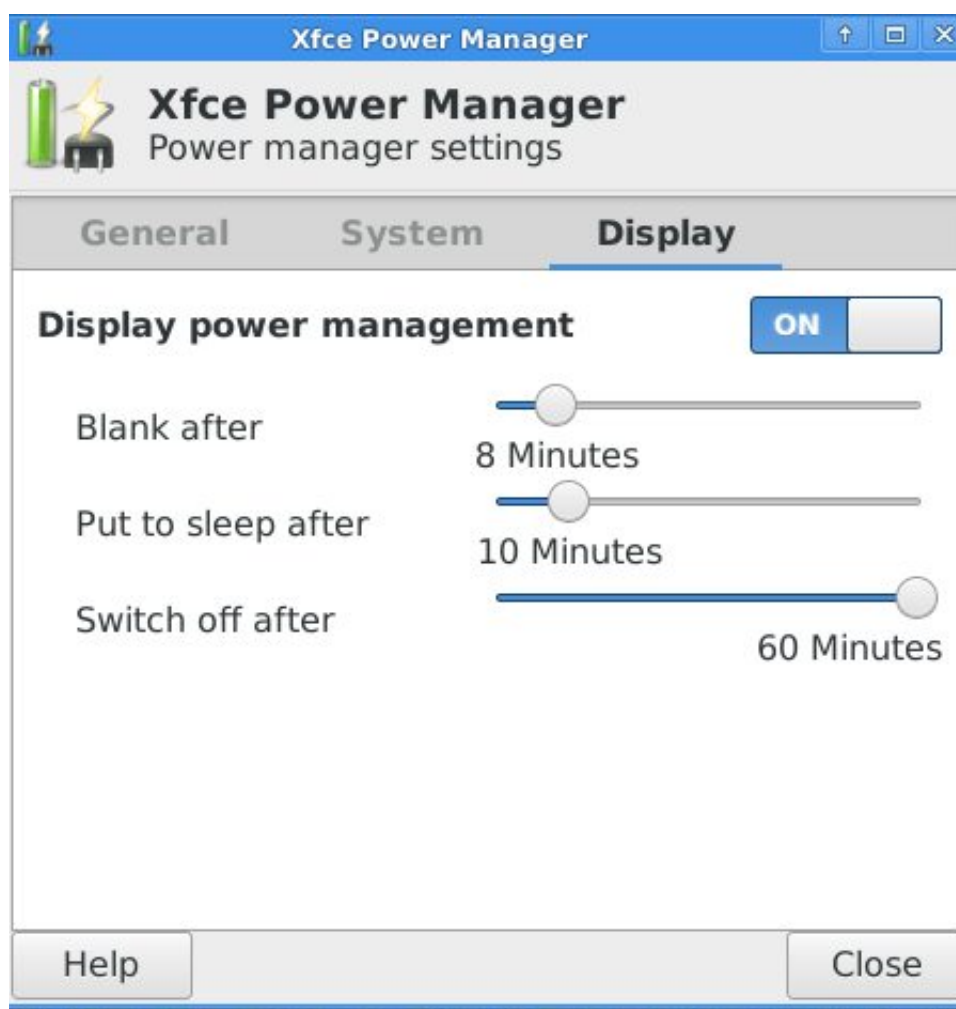 Xfce Power Manager
Xfce Power Manager
Power manager settings
General System Display
Display power management ON
Blank after
8 Minutes
Put to sleep after
10 Minutes
Switch off after
60 Minutes
Help Close